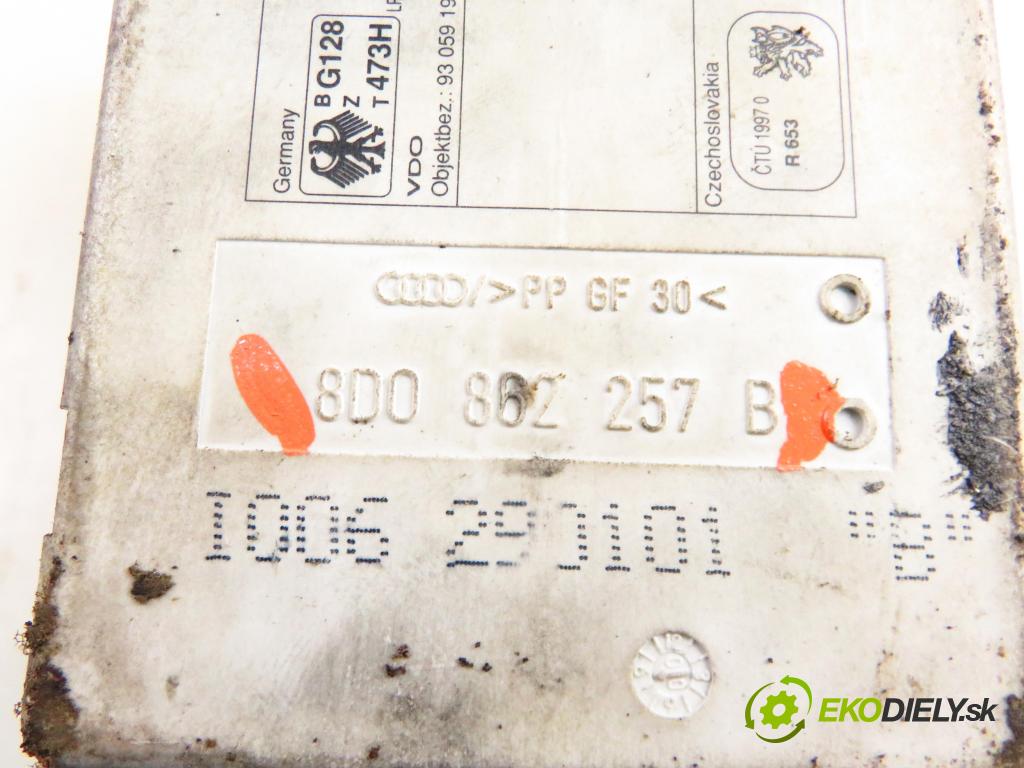 Germany
B G128
Z
T 473H
VDO
Objektbez.: 93 059 19
Czechoslovakia
ČTÚ 1997 0
R 653
/>PP GF 30<
8D0 862 257 B
I006 290101 "B"
EKODIELY.sk